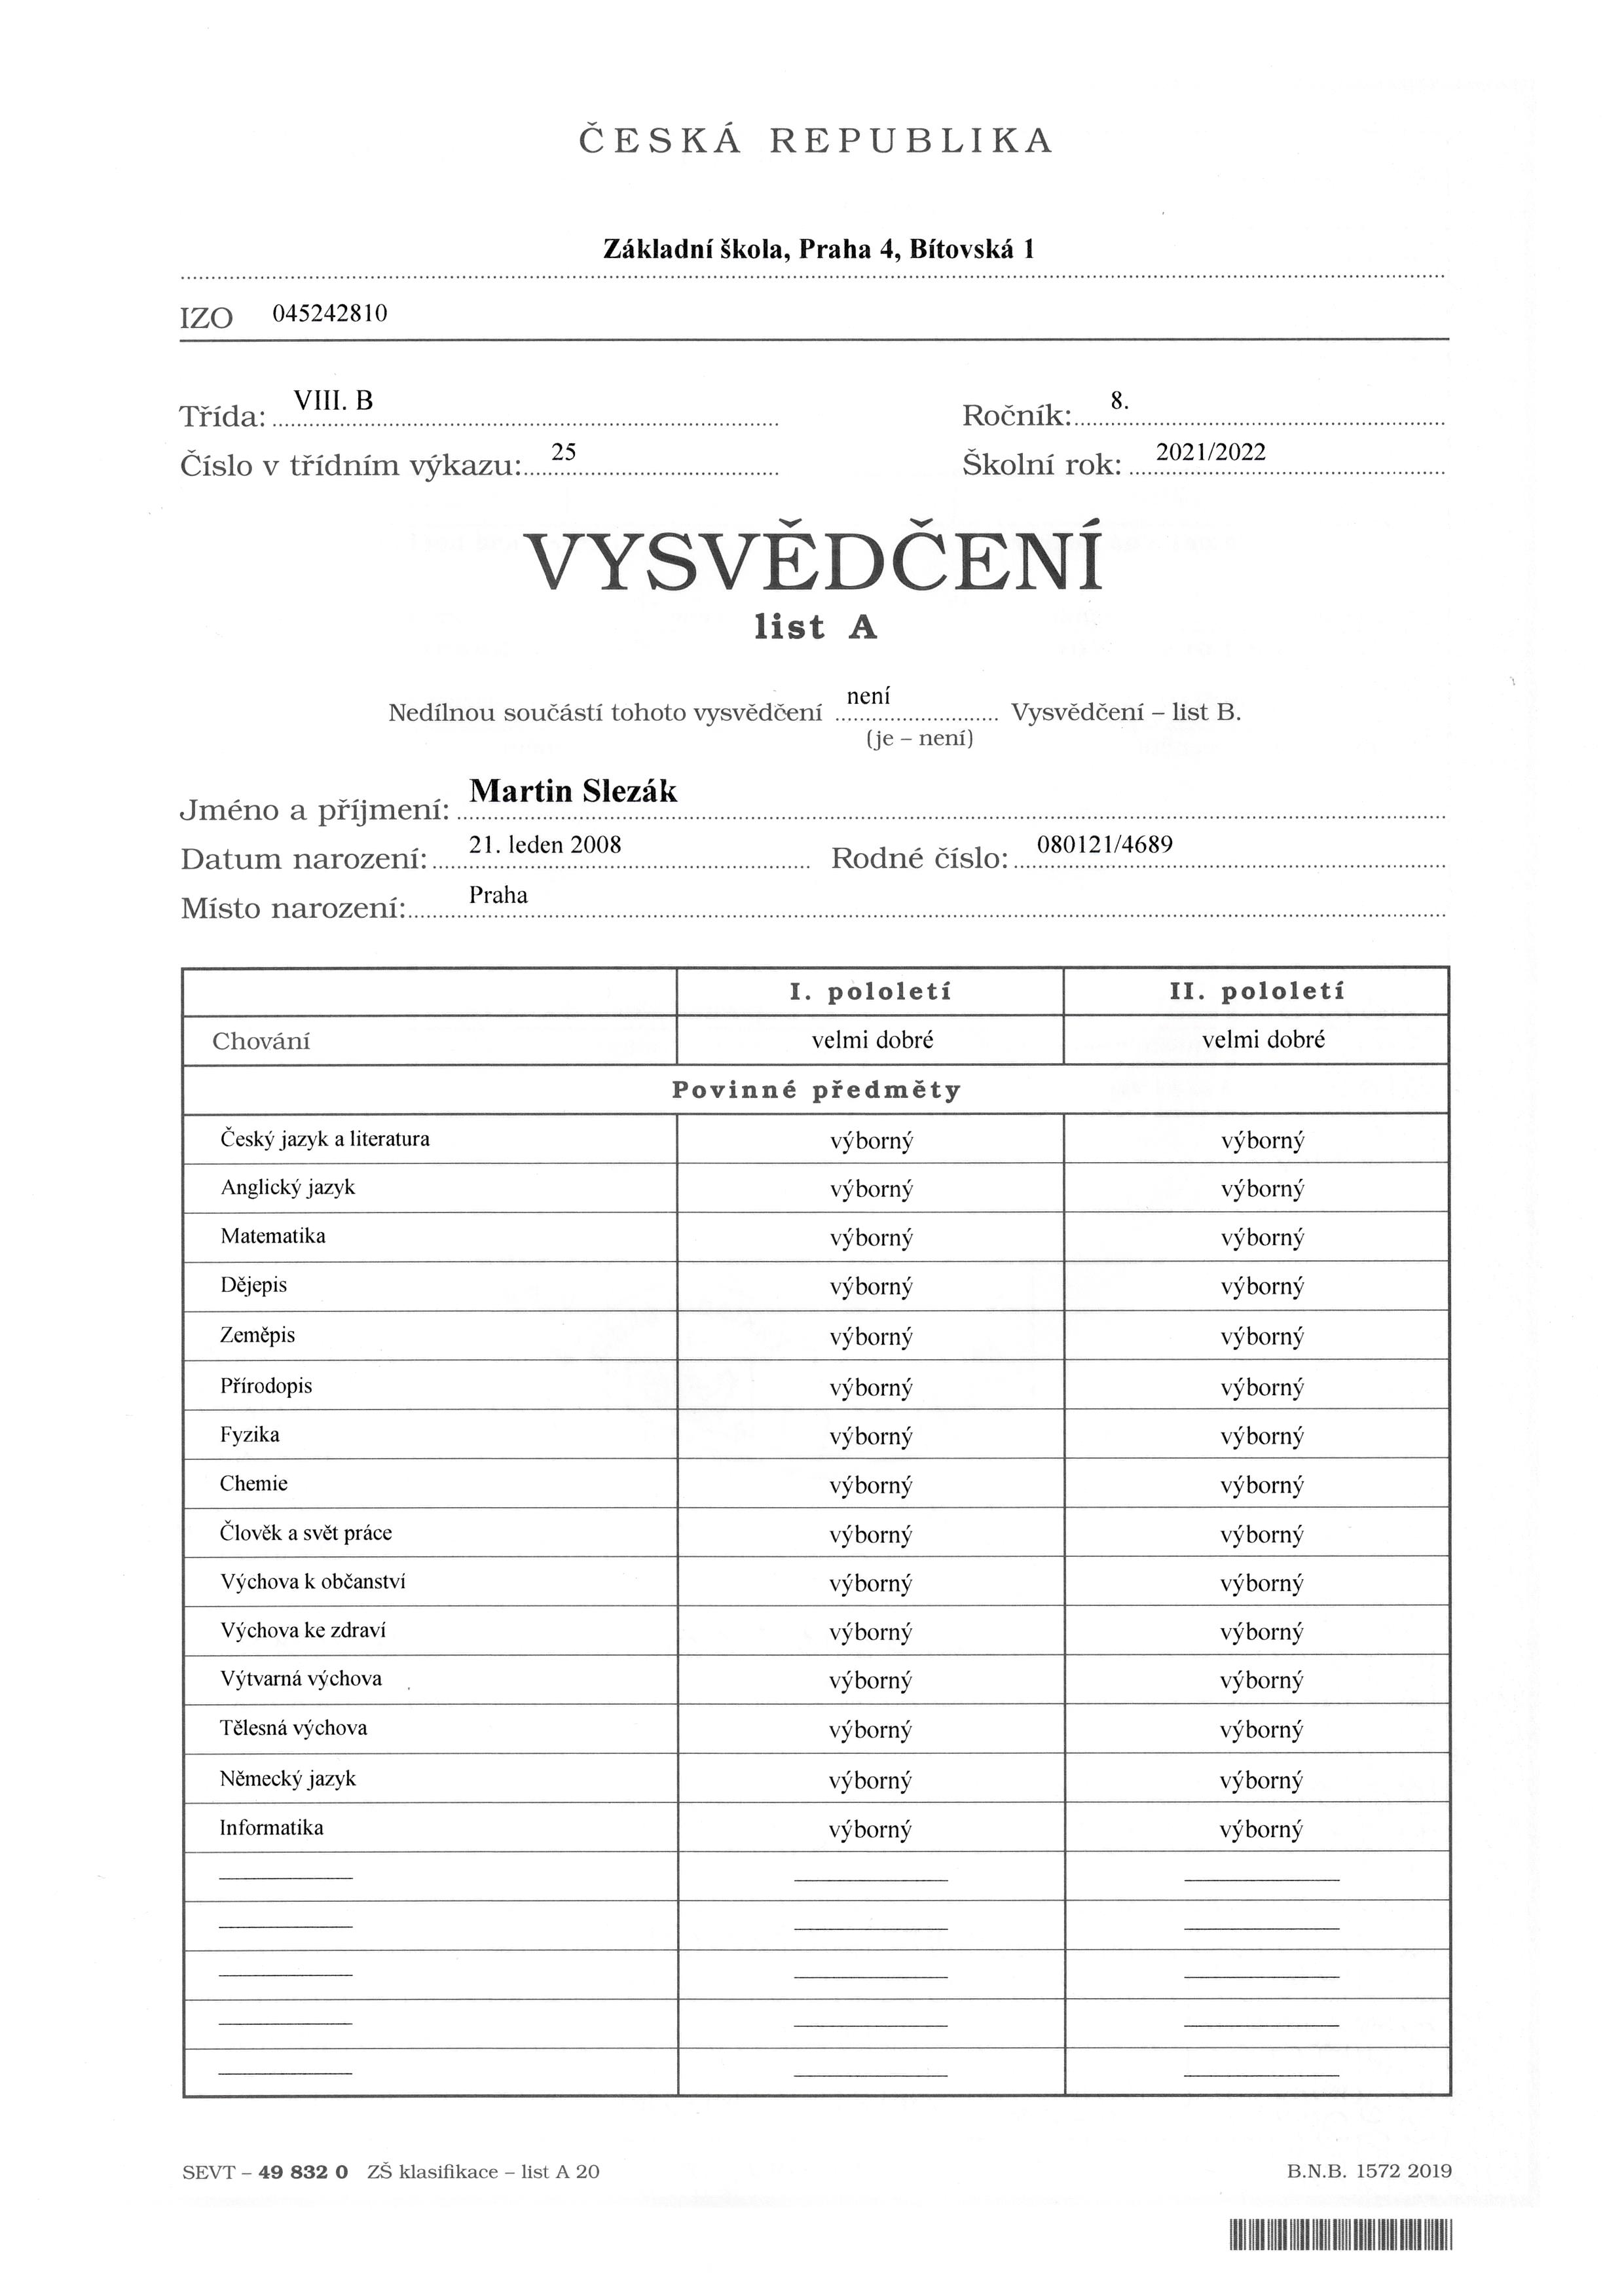 ČESKÁ REPUBLIKA
Základní škola, Praha 4, Bítovská 1
IZO 045242810
Třída: VIII. B Ročník: 8.
Číslo v třídním výkazu: 25 Školní rok: 2021/2022
VYSVĚDČENÍ
list A
Nedílnou součástí tohoto vysvědčení není Vysvědčení – list B.
(je – není)
Jméno a příjmení: Martin Slezák
Datum narození: 21. leden 2008 Rodné číslo: 080121/4689
Místo narození: Praha
I. pololetí II. pololetí
Chování velmi dobré velmi dobré
Povinné předměty
Český jazyk a literatura výborný výborný
Anglický jazyk výborný výborný
Matematika výborný výborný
Dějepis výborný výborný
Zeměpis výborný výborný
Přírodopis výborný výborný
Fyzika výborný výborný
Chemie výborný výborný
Člověk a svět práce výborný výborný
Výchova k občanství výborný výborný
Výchova ke zdraví výborný výborný
Výtvarná výchova výborný výborný
Tělesná výchova výborný výborný
Německý jazyk výborný výborný
Informatika výborný výborný
SEVT – 49 832 0 ZŠ klasifikace – list A 20 B.N.B. 1572 2019